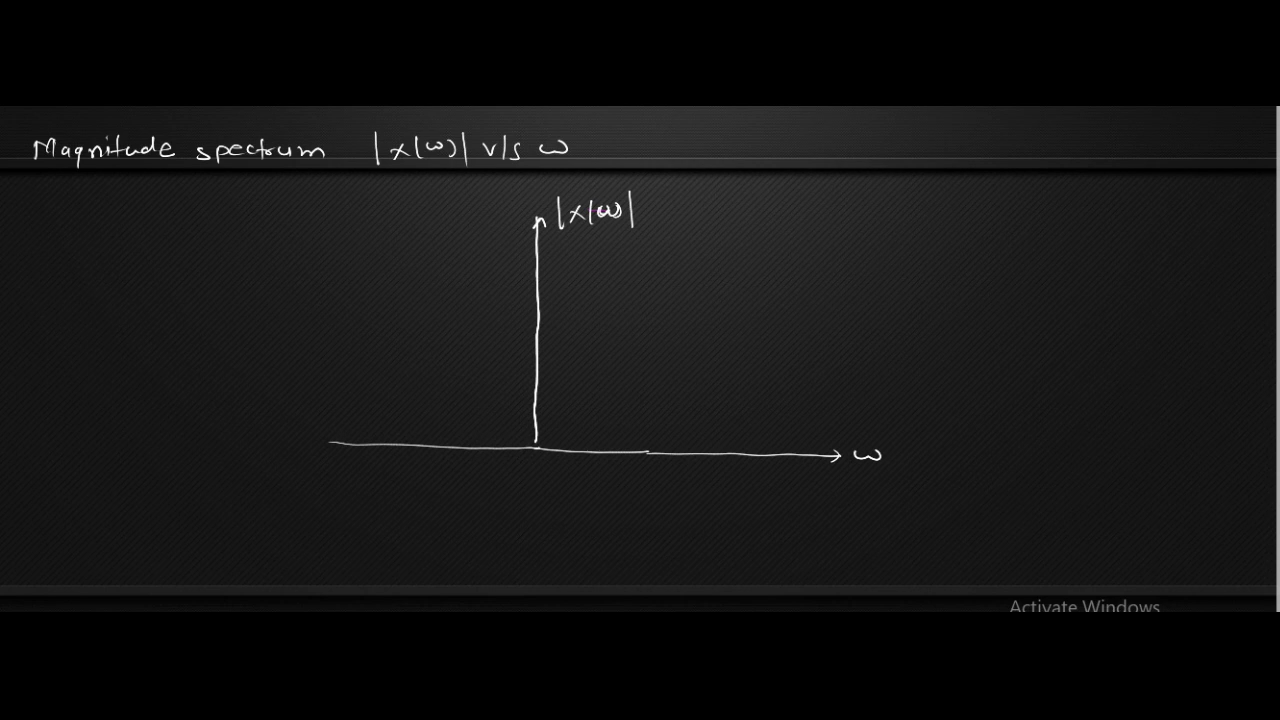 Magnitude spectrum |x(ω)| v/s ω
|x(ω)|
ω
Activate Windows